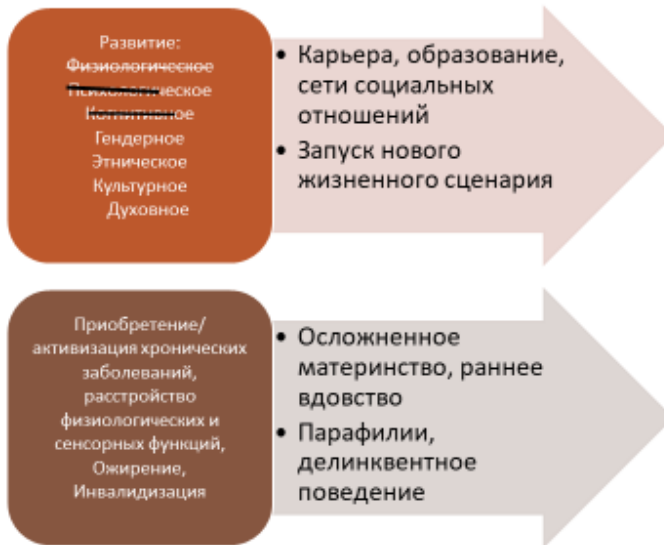 Развитие:
Физиологическое
Психологическое
Когнитивное
Гендерное
Этническое
Культурное
Духовное
• Карьера, образование,
сети социальных
отношений
• Запуск нового
жизненного сценария
Приобретение/
активизация хронических
заболеваний,
расстройство
физиологических и
сенсорных функций,
Ожирение,
Инвалидизация
• Осложненное
материнство, раннее
вдовство
• Парафилии,
делинквентное
поведение